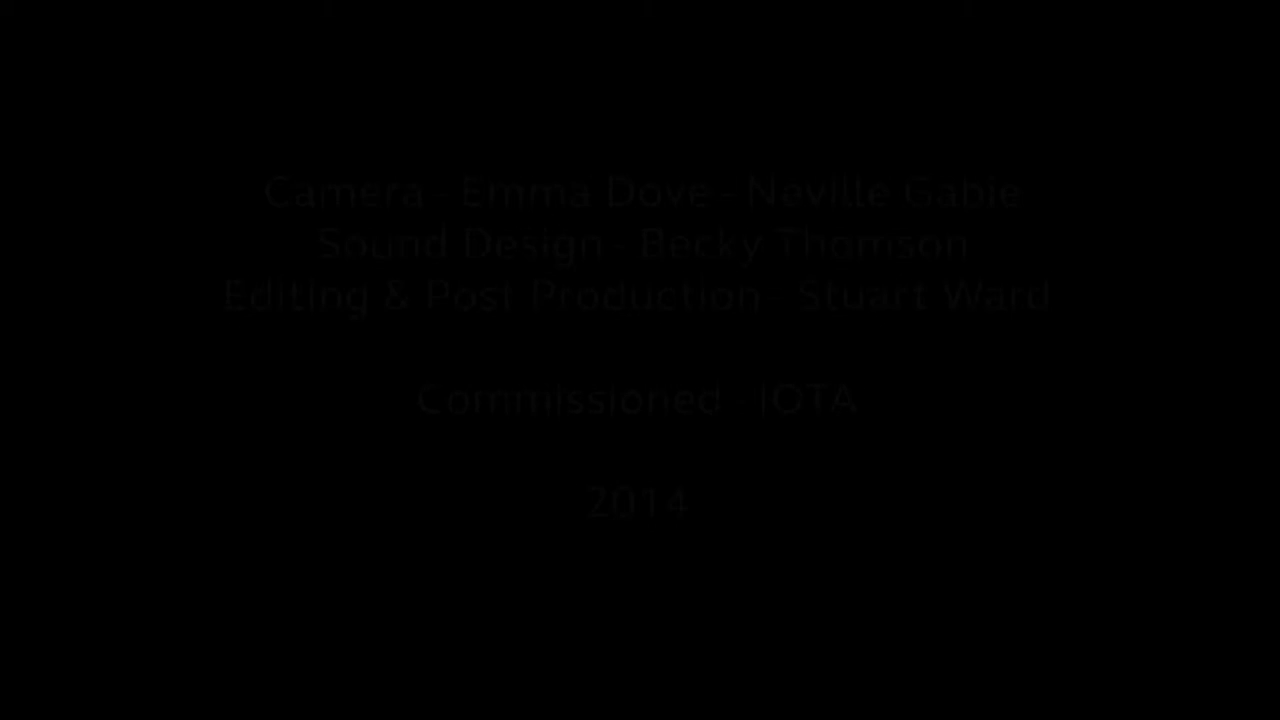 Camera - Emma Dove - Neville Gabie
Sound Design - Becky Thomson
Editing & Post Production- Stuart Ward
Commissioned - IOTA
2014